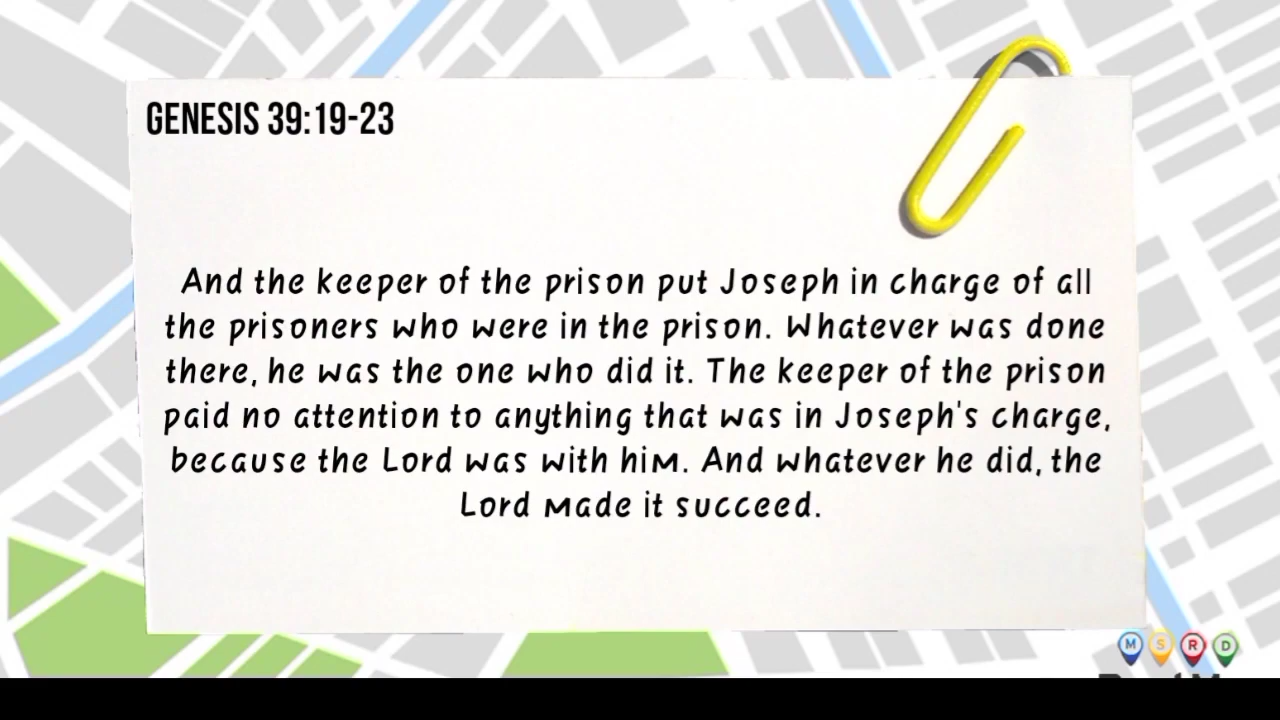 GENESIS 39:19-23
And the keeper of the prison put Joseph in charge of all
the prisoners who were in the prison. Whatever was done
there, he was the one who did it. The keeper of the prison
paid no attention to anything that was in Joseph's charge,
because the Lord was with him. And whatever he did, the
Lord made it succeed.
M S R D